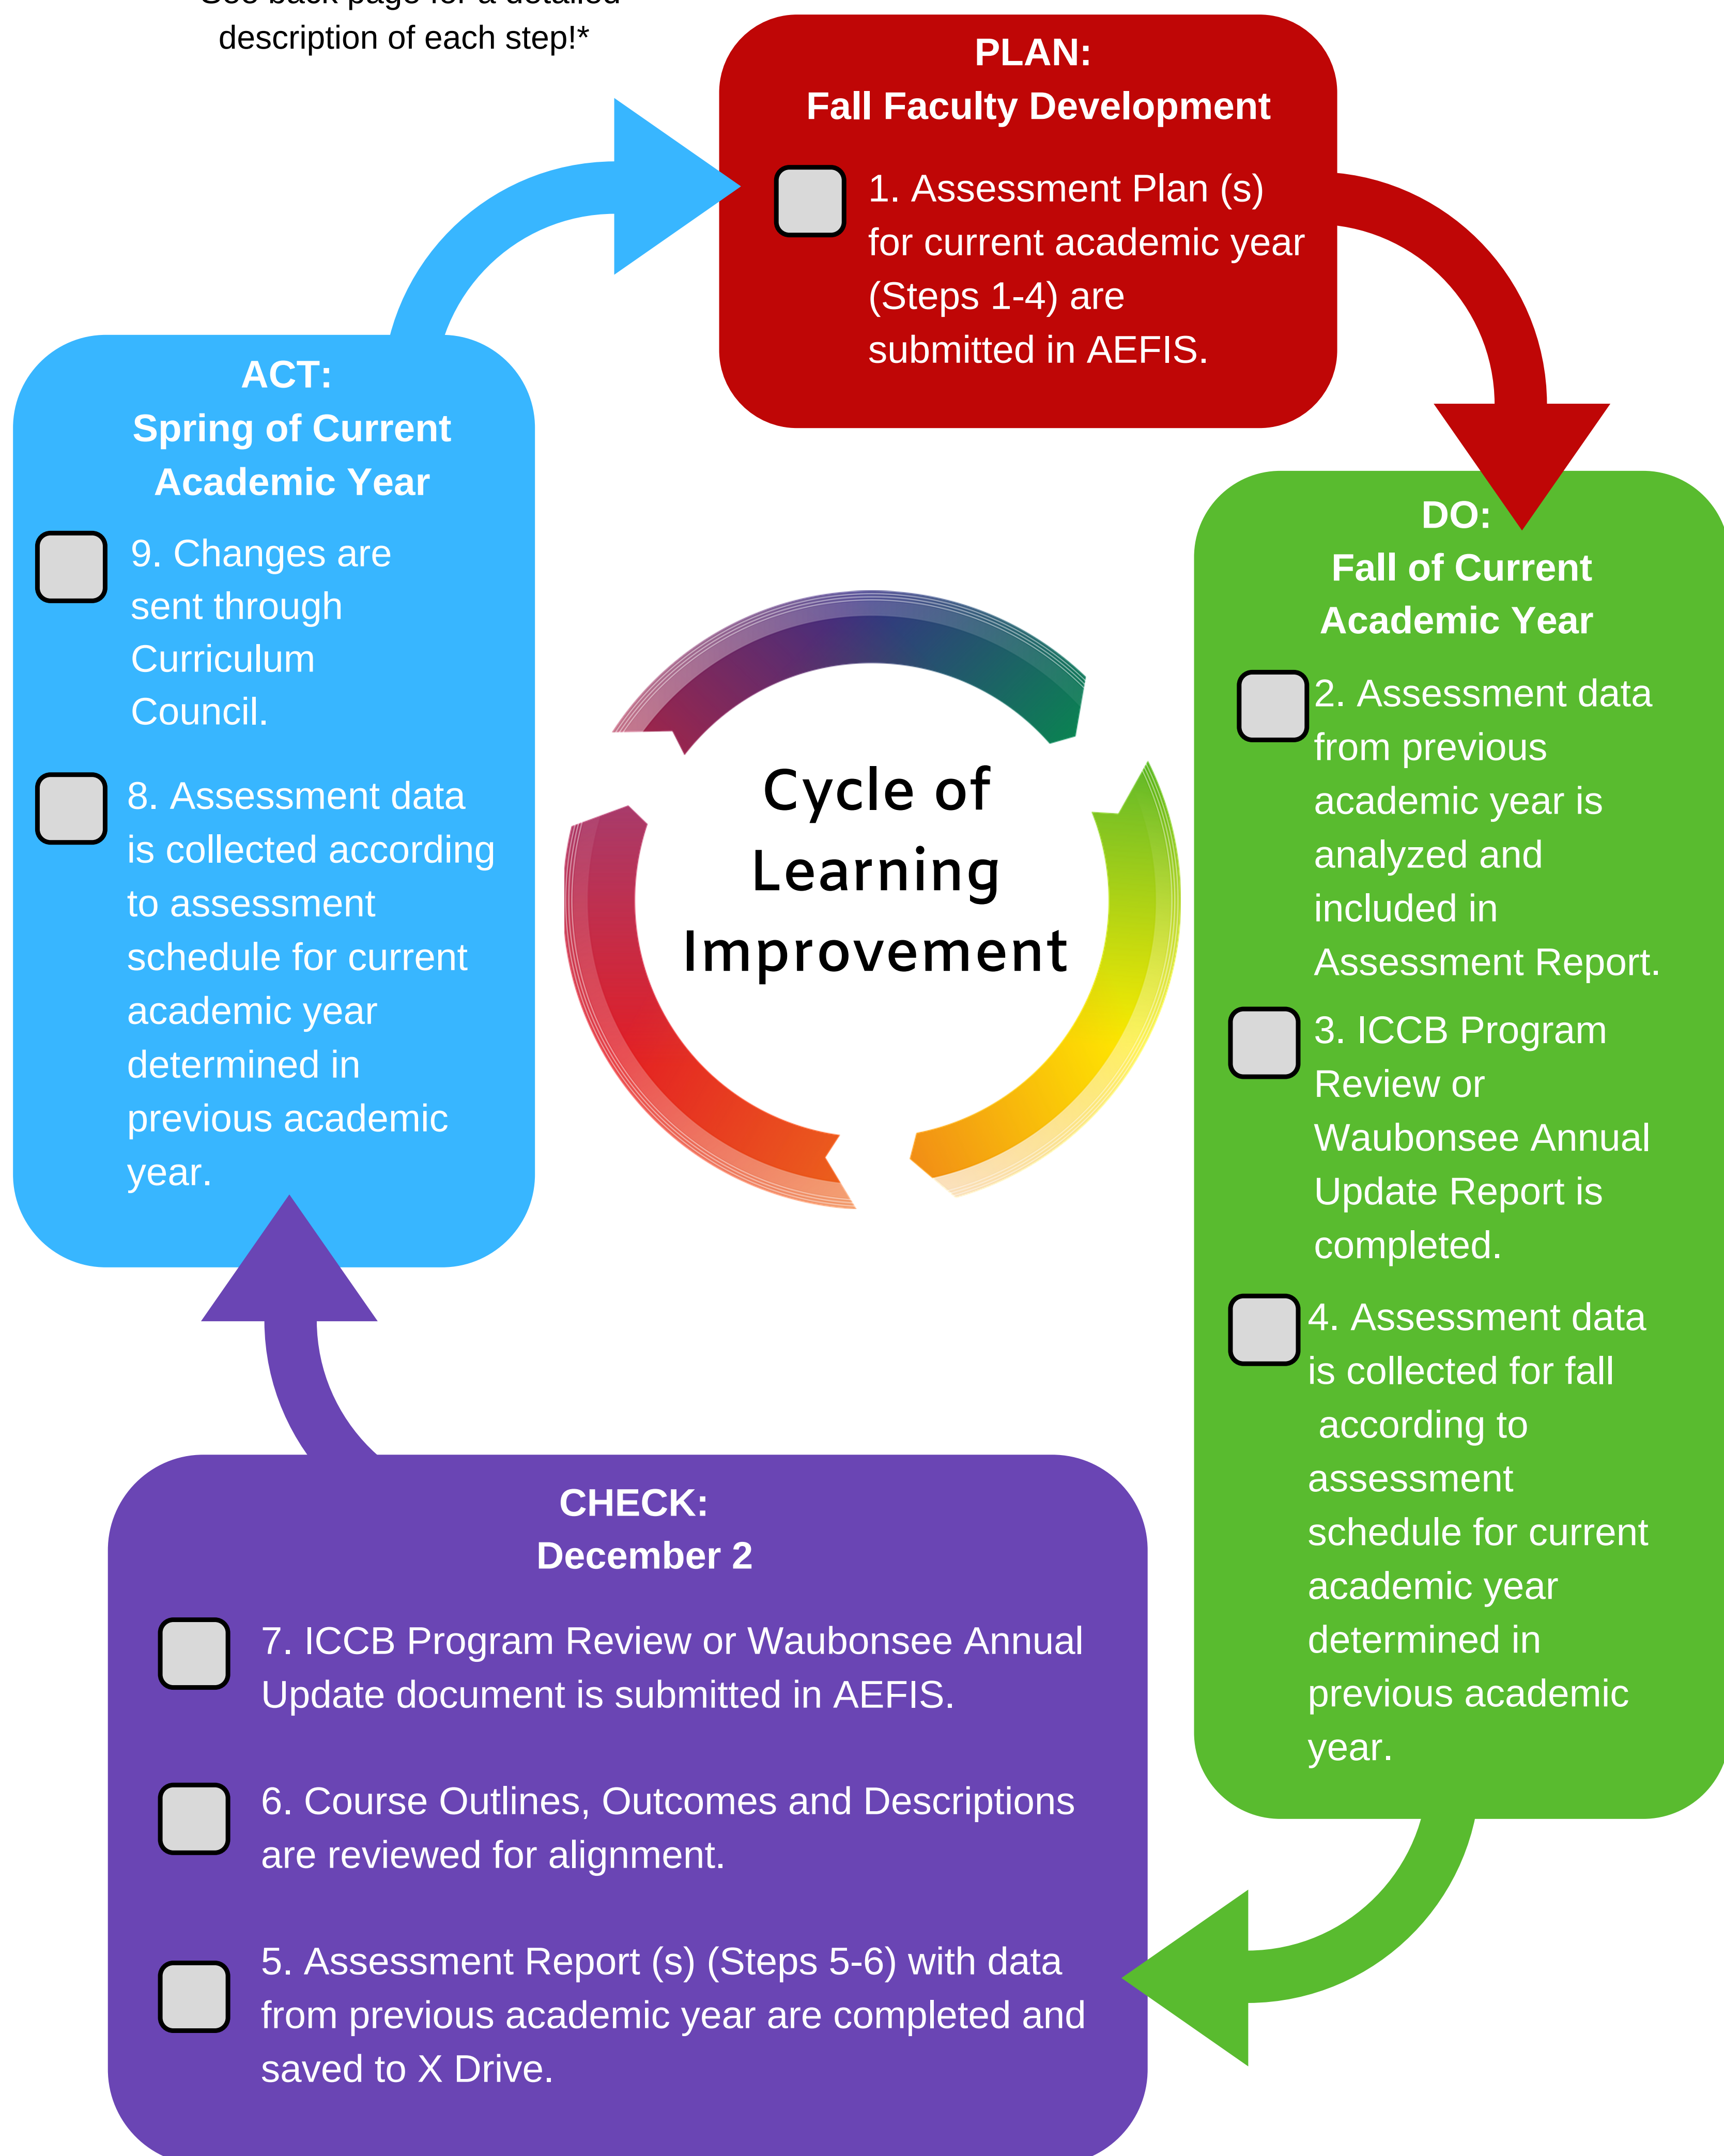 See back page for a detailed
description of each step!*
PLAN:
Fall Faculty Development
1. Assessment Plan (s)
for current academic year
(Steps 1-4) are
submitted in AEFIS.
DO:
Fall of Current
Academic Year
2. Assessment data
from previous
academic year is
analyzed and
included in
Assessment Report.
3. ICCB Program
Review or
Waubonsee Annual
Update Report is
completed.
4. Assessment data
is collected for fall
according to
assessment
schedule for current
academic year
determined in
previous academic
year.
CHECK:
December 2
7. ICCB Program Review or Waubonsee Annual
Update document is submitted in AEFIS.
6. Course Outlines, Outcomes and Descriptions
are reviewed for alignment.
5. Assessment Report (s) (Steps 5-6) with data
from previous academic year are completed and
saved to X Drive.
ACT:
Spring of Current
Academic Year
9. Changes are
sent through
Curriculum
Council.
8. Assessment data
is collected according
to assessment
schedule for current
academic year
determined in
previous academic
year.
Cycle of
Learning
Improvement